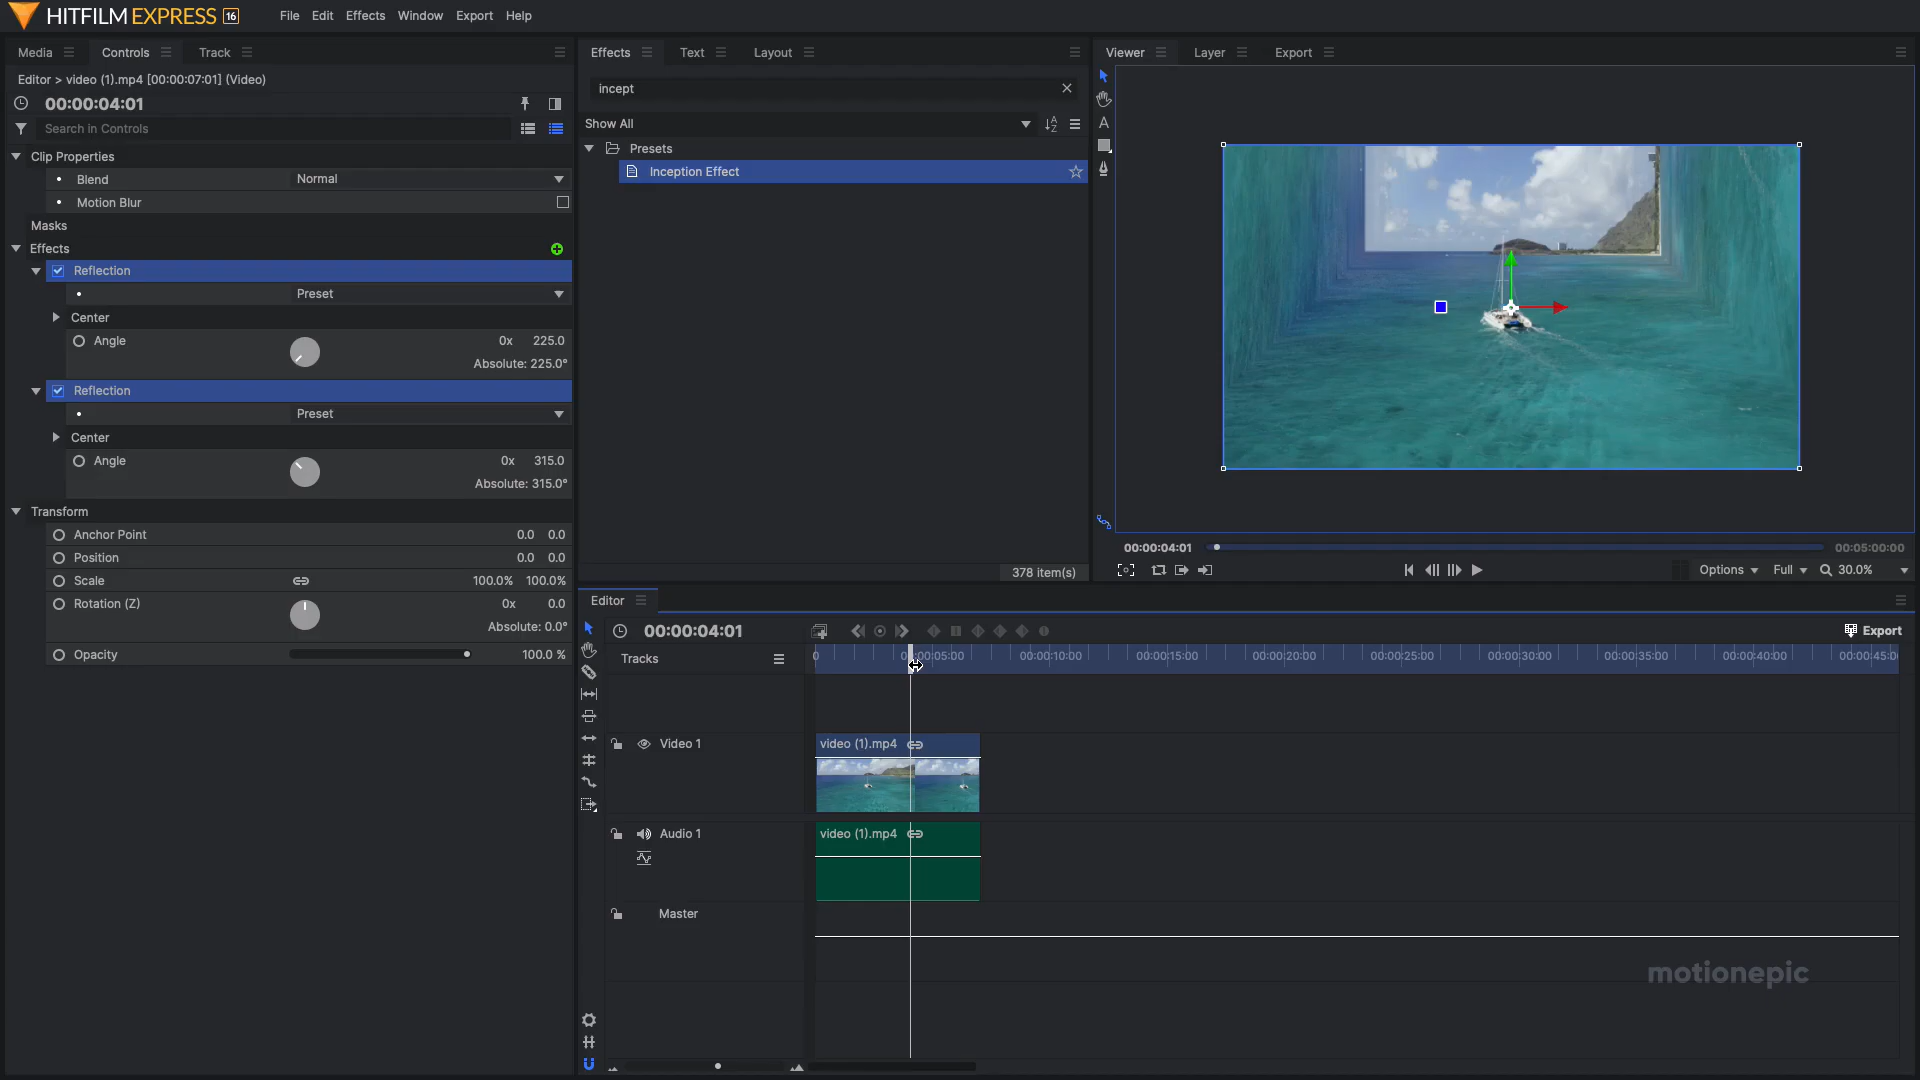 HITFILM EXPRESS 16
File Edit Effects Window Export Help
Media Controls Track
Editor > video (1).mp4 [00:00:07:01] (Video)
00:00:04:01
Search in Controls
Clip Properties
Blend Normal
Motion Blur
Masks
Effects
Reflection
Preset
Center
Angle 0x 225.0
Absolute: 225.0°
Reflection
Preset
Center
Angle 0x 315.0
Absolute: 315.0°
Transform
Anchor Point 0.0 0.0
Position 0.0 0.0
Scale 100.0% 100.0%
Rotation (Z) 0x 0.0
Absolute: 0.0°
Opacity 100.0 %
Effects Text Layout
incept
Show All
Presets
Inception Effect
378 item(s)
Viewer Layer Export
A
00:00:04:01 00:05:00:00
Options Full 30.0%
Editor
00:00:04:01 Export
Tracks 0 00:00:05:00 00:00:10:00 00:00:15:00 00:00:20:00 00:00:25:00 00:00:30:00 00:00:35:00 00:00:40:00 00:00:45:0
Video 1 video (1).mp4
Audio 1 video (1).mp4
Master
motionepic